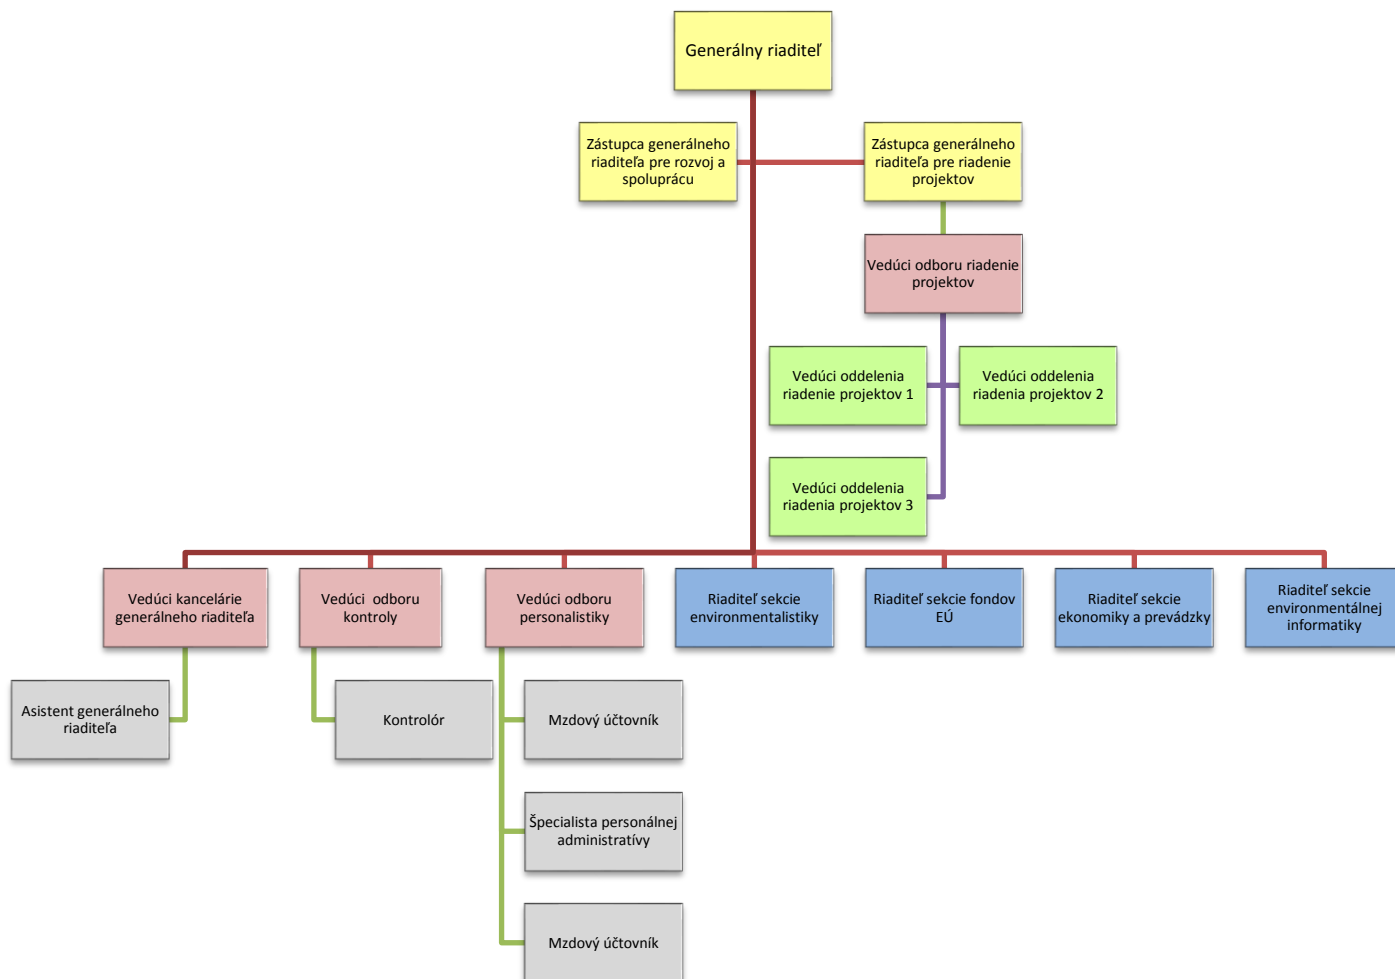 Generálny riaditeľ
Zástupca generálneho
riaditeľa pre rozvoj a
spoluprácu
Zástupca generálneho
riaditeľa pre riadenie
projektov
Vedúci odboru riadenie
projektov
Vedúci oddelenia
riadenie projektov 1
Vedúci oddelenia
riadenia projektov 2
Vedúci oddelenia
riadenia projektov 3
Vedúci kancelárie
generálneho riaditeľa
Vedúci odboru
kontroly
Vedúci odboru
personalistiky
Riaditeľ sekcie
environmentalistiky
Riaditeľ sekcie fondov
EÚ
Riaditeľ sekcie
ekonomiky a prevádzky
Riaditeľ sekcie
environmentálnej
informatiky
Asistent generálneho
riaditeľa
Kontrolór
Mzdový účtovník
Špecialista personálnej
administratívy
Mzdový účtovník